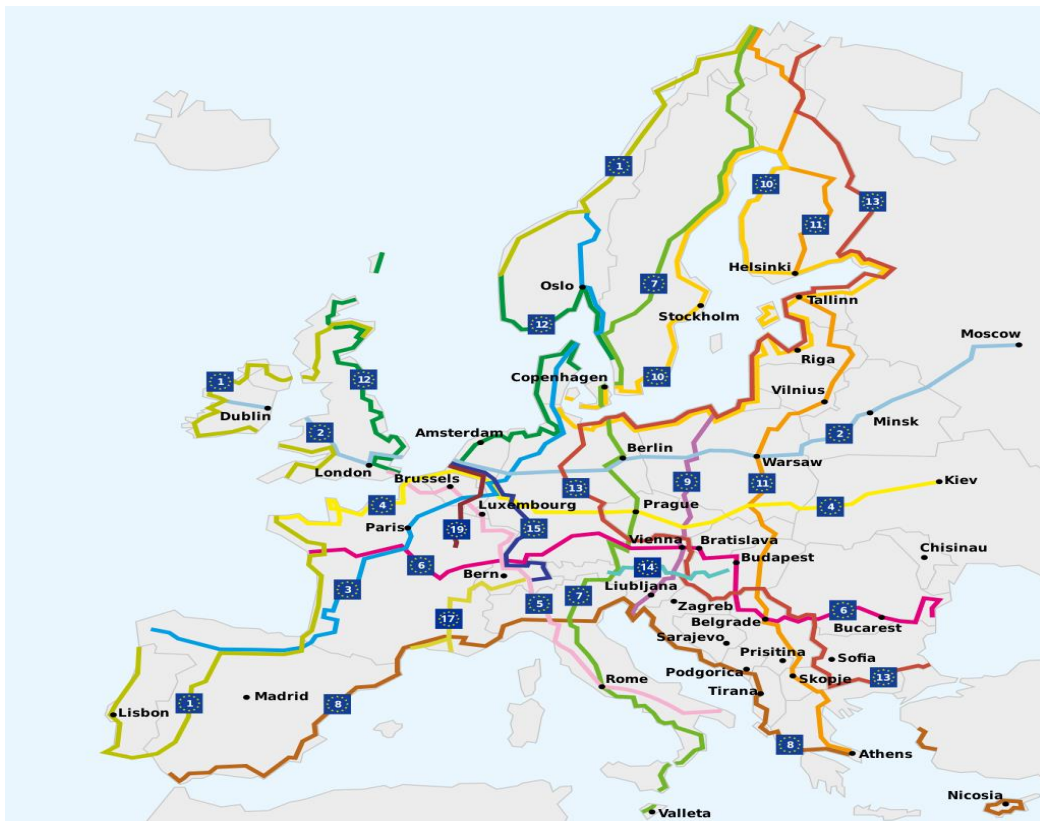 1
10
13
11
Helsinki
Oslo
7
Tallinn
Stockholm
12
Moscow
Riga
1
12
Copenhagen
10
Vilnius
Dublin
Minsk
2
Amsterdam
2
Berlin
Warsaw
London
Brussels
13
9
11
Kiev
4
Luxembourg
Prague
4
Paris
19
15
Vienna
Bratislava
Chisinau
6
Budapest
Bern
14
3
Liubljana
5
7
Zagreb
6
17
Belgrade
Bucarest
Sarajevo
Prisitina
Sofia
Podgorica
Skopje
13
Rome
Tirana
Madrid
1
8
Lisbon
8
Athens
Nicosia
Valleta